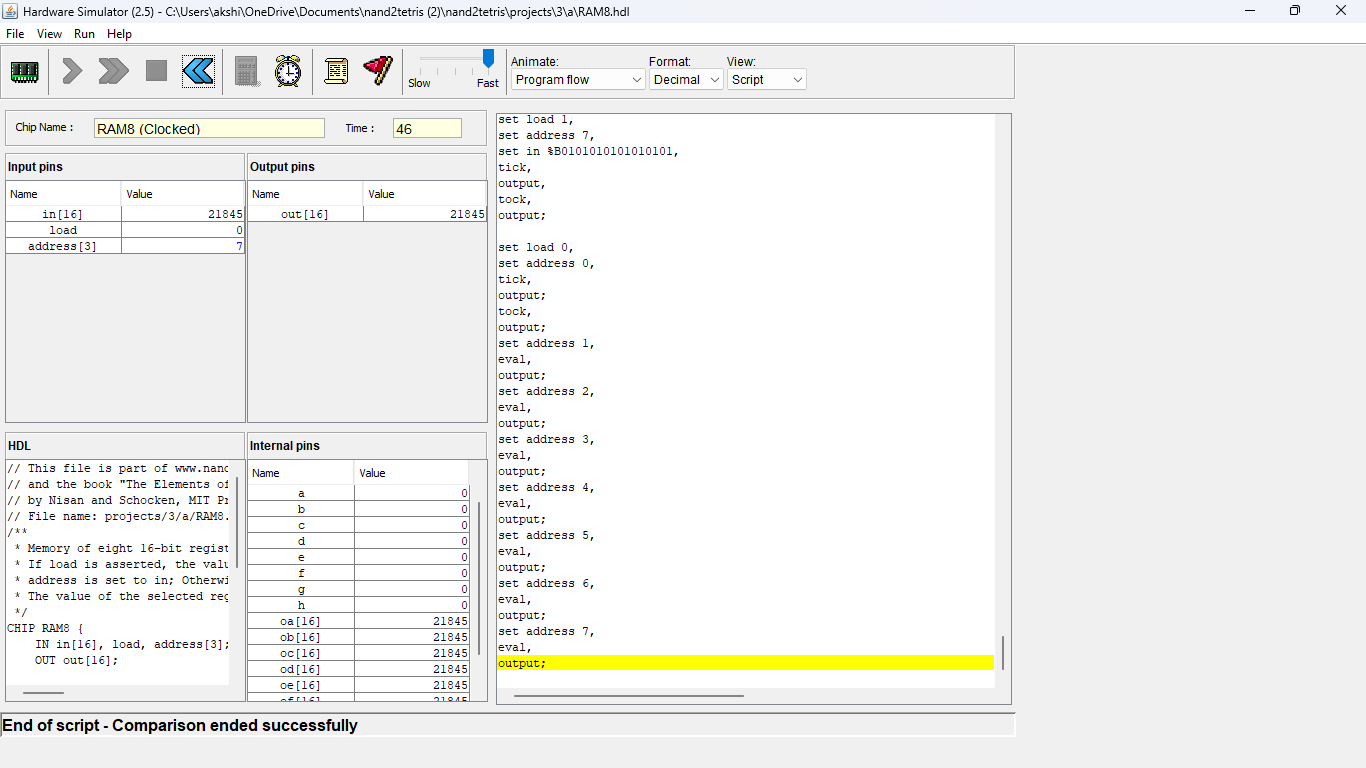 Hardware Simulator (2.5) - C:\Users\akshi\OneDrive\Documents\nand2tetris (2)\nand2tetris\projects\3\a\RAM8.hdl
File View Run Help
Slow Fast
Animate:
Program flow
Format:
Decimal
View:
Script
Chip Name : RAM8 (Clocked) Time : 46
Input pins
Name Value
in[16] 21845
load 0
address[3] 7
Output pins
Name Value
out[16] 21845
HDL
// This file is part of www.nanc
// and the book "The Elements of
// by Nisan and Schocken, MIT Pr
// File name: projects/3/a/RAM8.
/**
* Memory of eight 16-bit regist
* If load is asserted, the valu
* address is set to in; Otherwi
* The value of the selected reg
*/
CHIP RAM8 {
IN in[16], load, address[3];
OUT out[16];
Internal pins
Name Value
a 0
b 0
c 0
d 0
e 0
f 0
g 0
h 0
oa[16] 21845
ob[16] 21845
oc[16] 21845
od[16] 21845
oe[16] 21845
of[16] 21845
set load 1,
set address 7,
set in %B0101010101010101,
tick,
output,
tock,
output;
set load 0,
set address 0,
tick,
output;
tock,
output;
set address 1,
eval,
output;
set address 2,
eval,
output;
set address 3,
eval,
output;
set address 4,
eval,
output;
set address 5,
eval,
output;
set address 6,
eval,
output;
set address 7,
eval,
output;
End of script - Comparison ended successfully